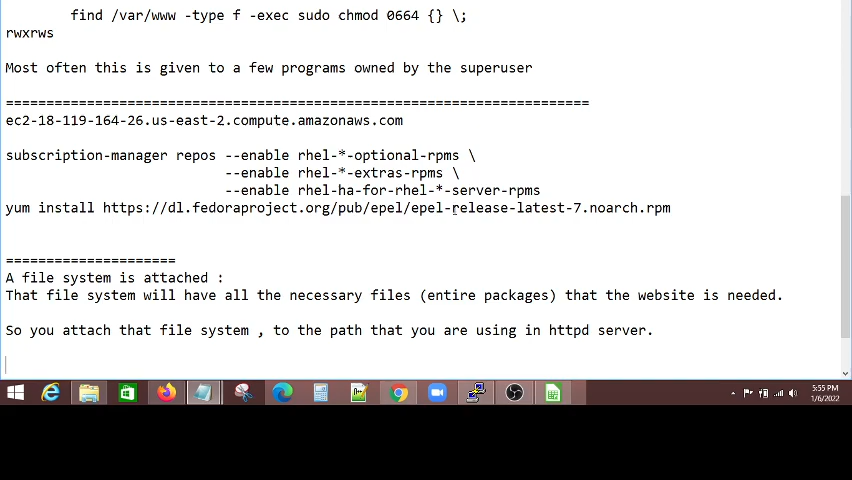 find /var/www -type f -exec sudo chmod 0664 {} \;
rwxrws
Most often this is given to a few programs owned by the superuser
========================================================================
ec2-18-119-164-26.us-east-2.compute.amazonaws.com
subscription-manager repos --enable rhel-*-optional-rpms \
--enable rhel-*-extras-rpms \
--enable rhel-ha-for-rhel-*-server-rpms
yum install https://dl.fedoraproject.org/pub/epel/epel-release-latest-7.noarch.rpm
=====================
A file system is attached :
That file system will have all the necessary files (entire packages) that the website is needed.
So you attach that file system , to the path that you are using in httpd server.
5:55 PM
1/6/2022